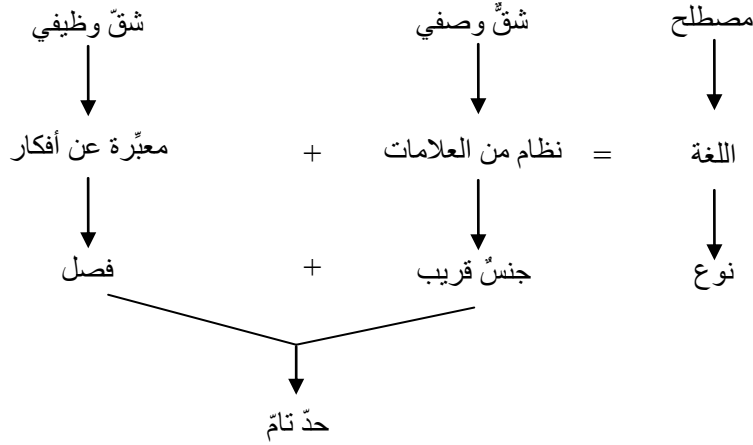 مصطلح شقٌّ وصفي شقّ وظيفي
اللغة = نظام من العلامات + معبِّرة عن أفكار
نوع جنسٌ قريب + فصل
حدّ تامّ